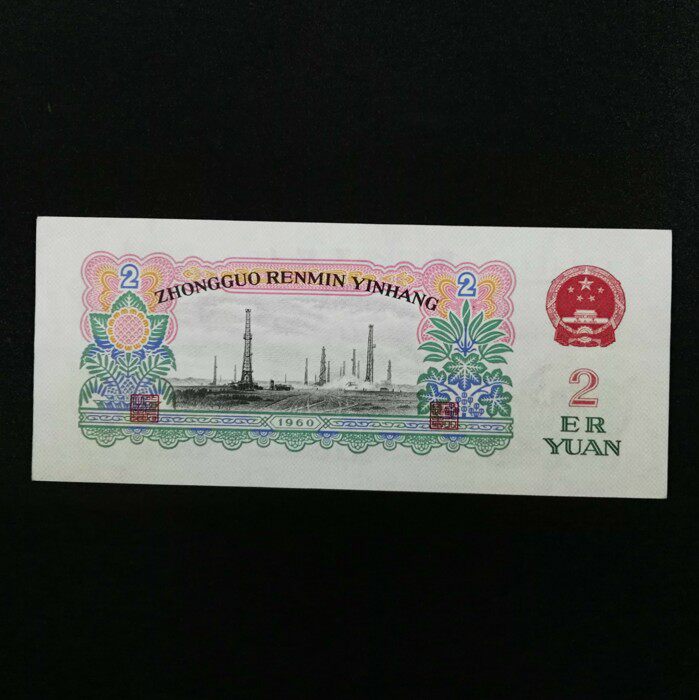 2
2
ZHONGGUO RENMIN YINHANG
1960
2
ER
YUAN